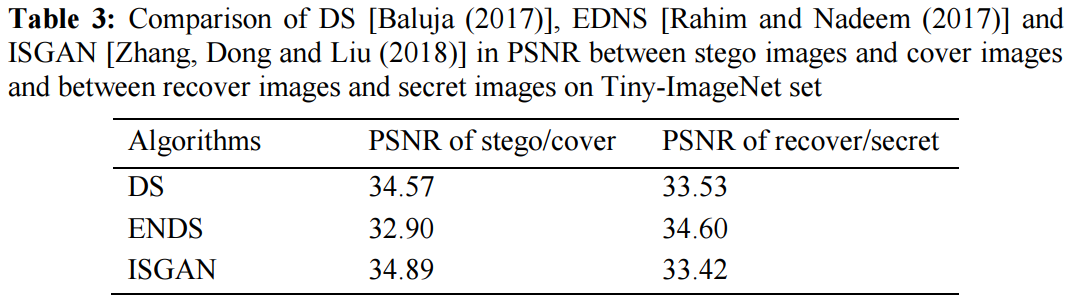 Table 3: Comparison of DS [Baluja (2017)], EDNS [Rahim and Nadeem (2017)] and
ISGAN [Zhang, Dong and Liu (2018)] in PSNR between stego images and cover images
and between recover images and secret images on Tiny-ImageNet set
Algorithms PSNR of stego/cover PSNR of recover/secret
DS 34.57 33.53
ENDS 32.90 34.60
ISGAN 34.89 33.42